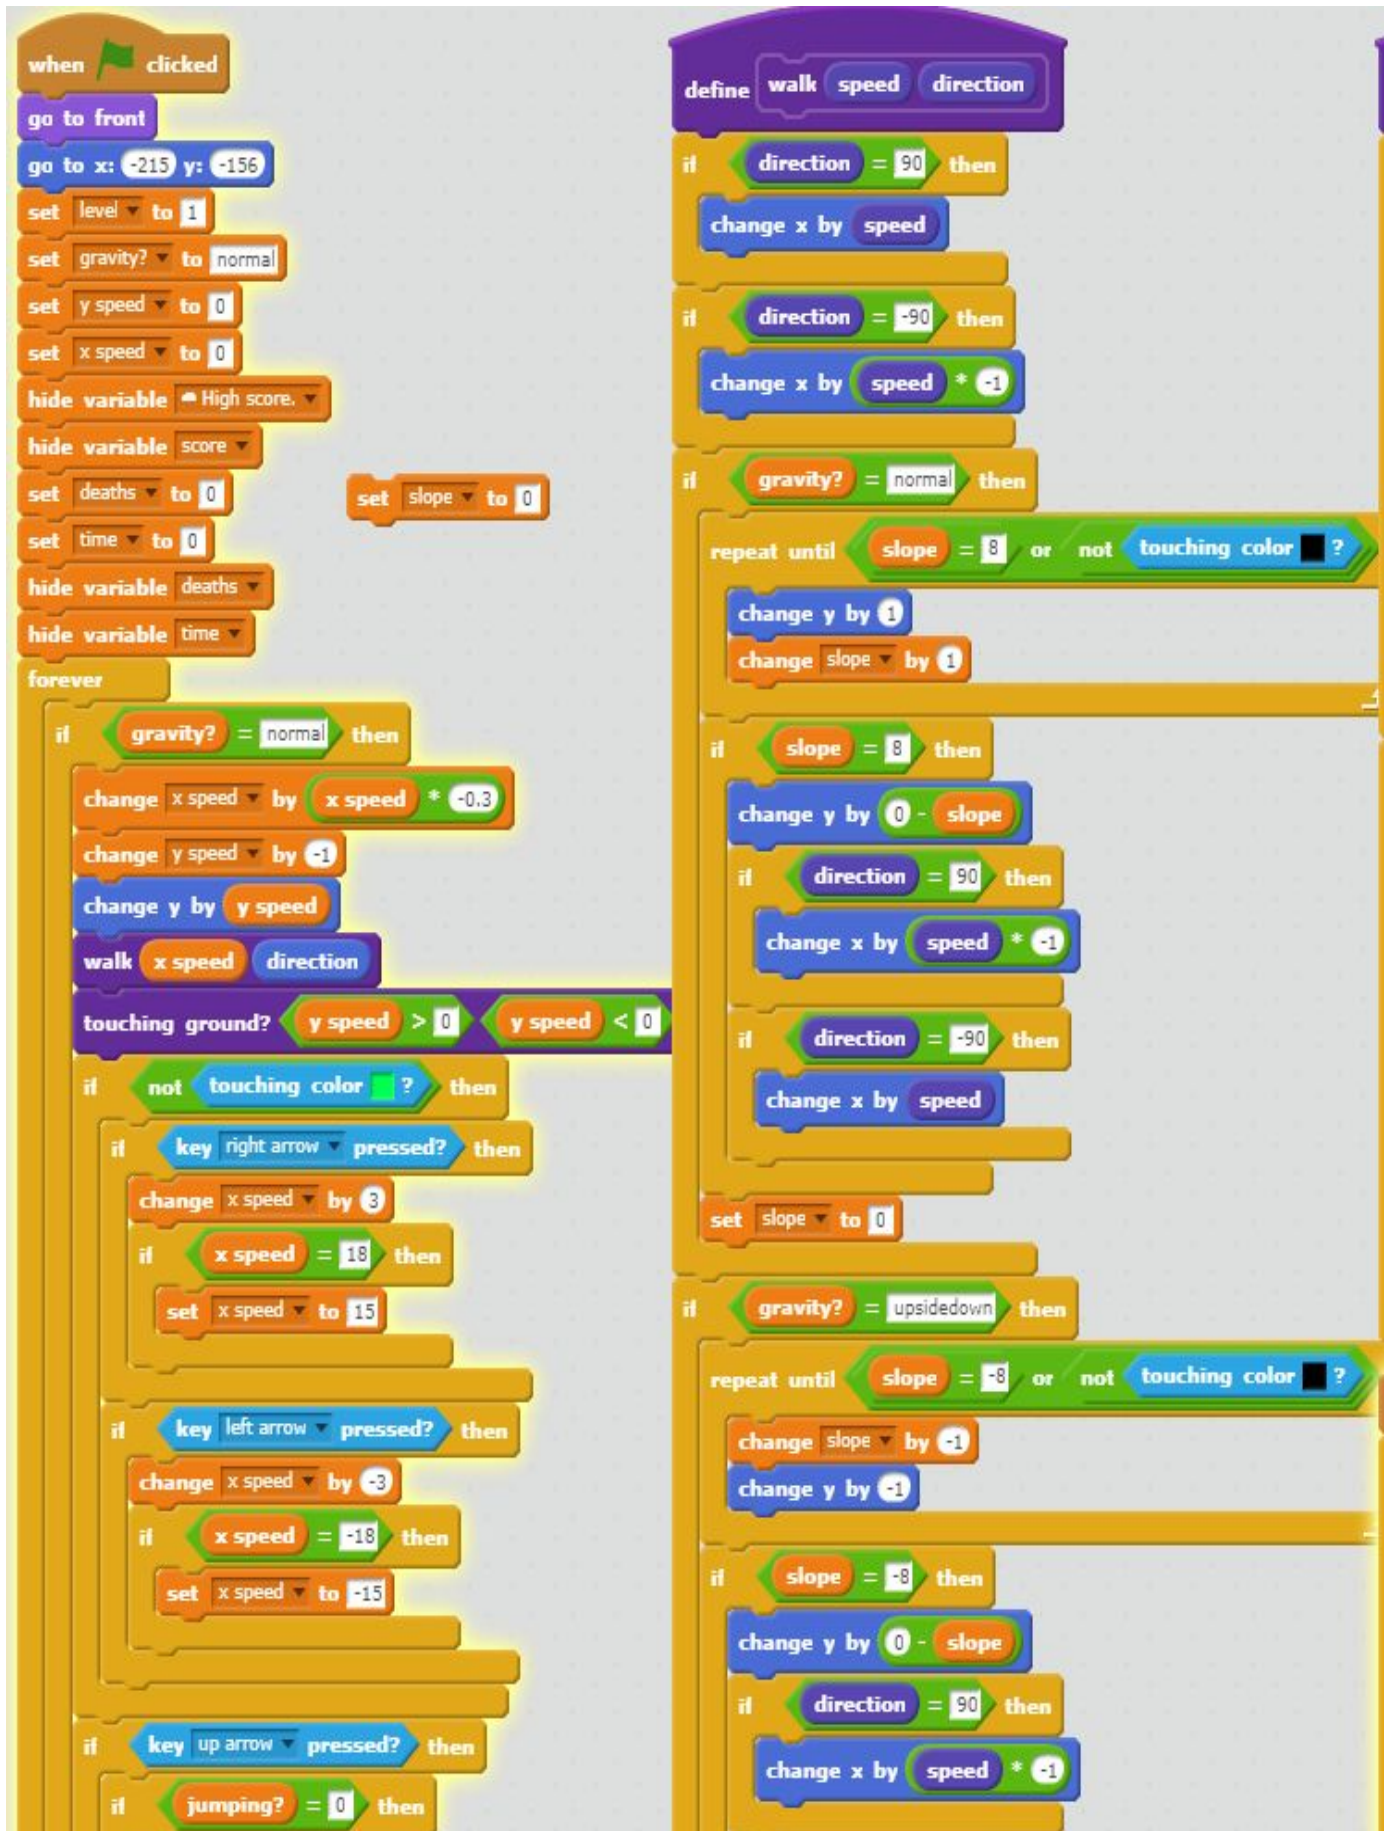 when clicked
go to front
go to x: -215 y: -156
set level to 1
set gravity? to normal
set y speed to 0
set x speed to 0
hide variable High score.
hide variable score
set deaths to 0
set time to 0
hide variable deaths
hide variable time
forever
if gravity? = normal then
change x speed by x speed * -0.3
change y speed by -1
change y by y speed
walk x speed direction
touching ground? y speed > 0 y speed < 0
if not touching color ? then
if key right arrow pressed? then
change x speed by 3
if x speed = 18 then
set x speed to 15
if key left arrow pressed? then
change x speed by -3
if x speed = -18 then
set x speed to -15
if key up arrow pressed? then
if jumping? = 0 then
set slope to 0
define walk speed direction
if direction = 90 then
change x by speed
if direction = -90 then
change x by speed * -1
if gravity? = normal then
repeat until slope = 8 or not touching color ?
change y by 1
change slope by 1
if slope = 8 then
change y by 0 - slope
if direction = 90 then
change x by speed * -1
if direction = -90 then
change x by speed
set slope to 0
if gravity? = upsidedown then
repeat until slope = -8 or not touching color ?
change slope by -1
change y by -1
if slope = -8 then
change y by 0 - slope
if direction = 90 then
change x by speed * -1